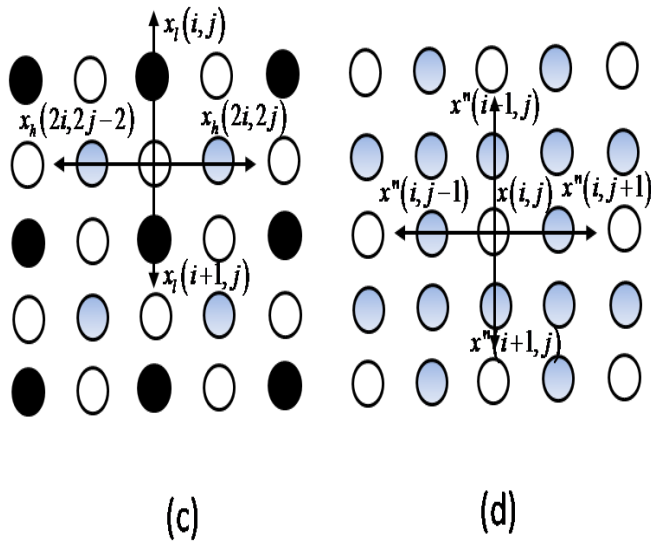 x_l(i,j)
x_h(2i,2j−2) x_h(2i,2j)
x_l(i+1,j)
(c)
x"(i+1,j)
x"(i,j−1) x(i,j) x"(i,j+1)
x"(i+1,j)
(d)